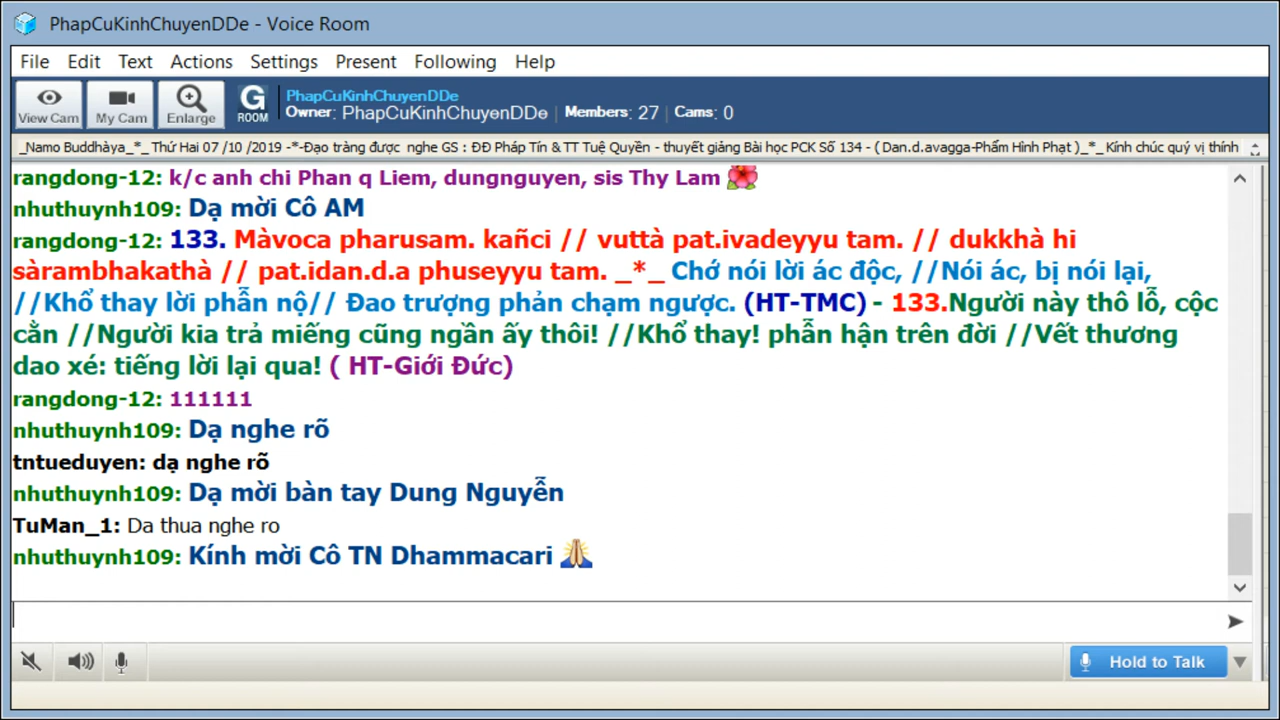 PhapCuKinhChuyenDDe - Voice Room
File Edit Text Actions Settings Present Following Help
View Cam My Cam Enlarge G ROOM
PhapCuKinhChuyenDDe
Owner: PhapCuKinhChuyenDDe | Members: 27 | Cams: 0
_Namo Buddhàya_*_ Thứ Hai 07 /10 /2019 -*-Đạo tràng được nghe GS : ĐĐ Pháp Tín & TT Tuệ Quyền - thuyết giảng Bài học PCK Số 134 - ( Dan.d.avagga-Phẩm Hình Phạt )_*_ Kính chúc quý vị thính
rangdong-12: k/c anh chi Phan q Liem, dungnguyen, sis Thy Lam 🌺
nhuthuynh109: Dạ mời Cô AM
rangdong-12: 133. Màvoca pharusam. kañci // vuttà pat.ivadeyyu tam. // dukkhà hi
sàrambhakathà // pat.idan.d.a phuseyyu tam. _*_ Chớ nói lời ác độc, //Nói ác, bị nói lại,
//Khổ thay lời phẫn nộ// Đao trượng phản chạm ngược. (HT-TMC) - 133.Người này thô lỗ, cộc
cằn //Người kia trả miếng cũng ngần ấy thôi! //Khổ thay! phẫn hận trên đời //Vết thương
dao xé: tiếng lời lại qua! ( HT-Giới Đức)
rangdong-12: 111111
nhuthuynh109: Dạ nghe rõ
tntueduyen: dạ nghe rõ
nhuthuynh109: Dạ mời bàn tay Dung Nguyễn
TuMan_1: Da thua nghe ro
nhuthuynh109: Kính mời Cô TN Dhammacari 🙏
Hold to Talk